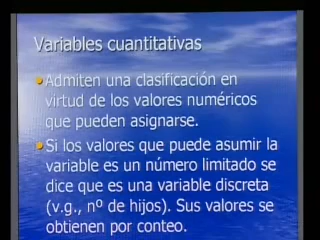 Variables cuantitativas
Admiten una clasificación en
virtud de los valores numéricos
que pueden asignarse.
Si los valores que puede asumir la
variable es un número limitado se
dice que es una variable discreta
(v.g., nº de hijos). Sus valores se
obtienen por conteo.